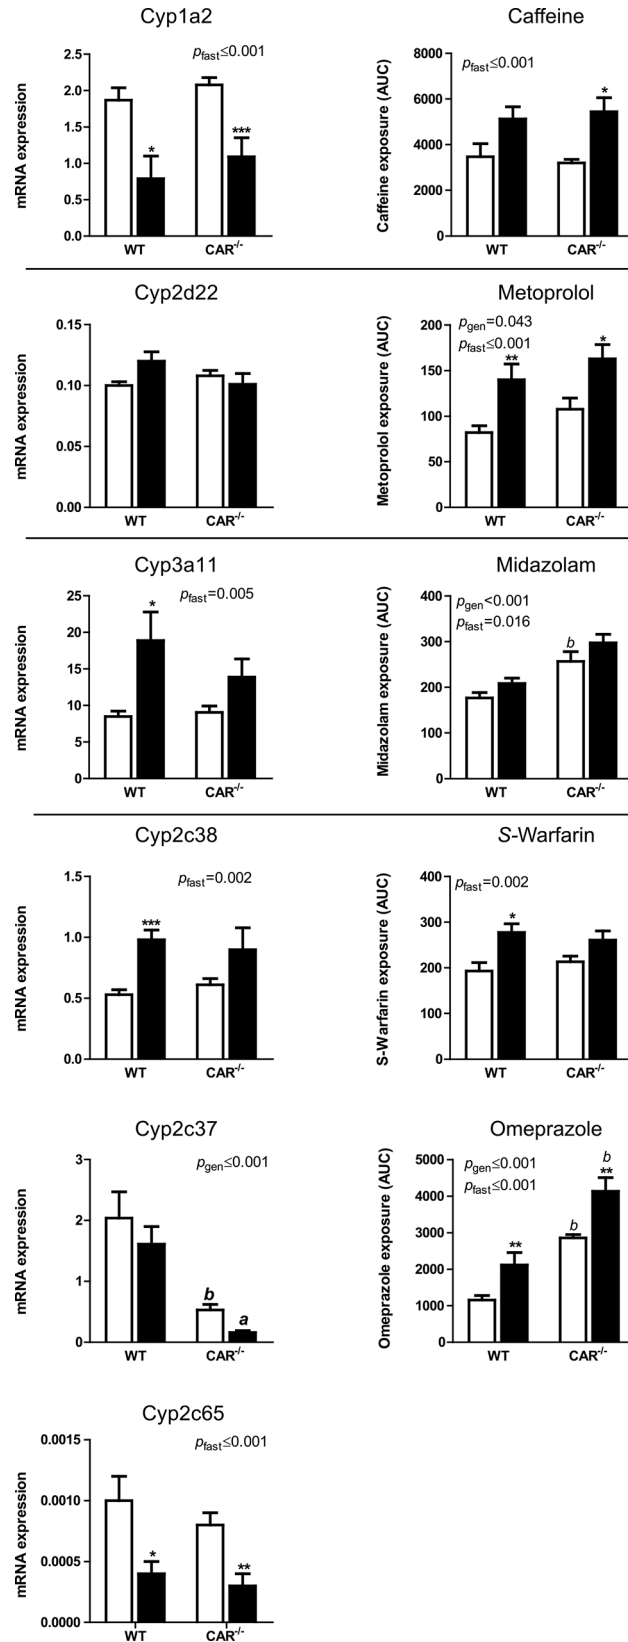 Cyp1a2
mRNA expression
2.5
2.0
1.5
1.0
0.5
0.0
pfast≤0.001
*
***
WT
CAR-/-
Caffeine
Caffeine exposure (AUC)
8000
6000
4000
2000
0
pfast≤0.001
*
WT
CAR-/-
Cyp2d22
mRNA expression
0.15
0.10
0.05
0.00
WT
CAR-/-
Metoprolol
Metoprolol exposure (AUC)
200
150
100
50
0
pgen=0.043
pfast≤0.001
**
*
WT
CAR-/-
Cyp3a11
mRNA expression
25
20
15
10
5
0
pfast=0.005
*
WT
CAR-/-
Midazolam
Midazolam exposure (AUC)
400
300
200
100
0
pgen<0.001
pfast=0.016
b
WT
CAR-/-
Cyp2c38
mRNA expression
1.5
1.0
0.5
0.0
pfast=0.002
***
WT
CAR-/-
S-Warfarin
S-Warfarin exposure (AUC)
400
300
200
100
0
pfast=0.002
*
WT
CAR-/-
Cyp2c37
mRNA expression
3
2
1
0
pgen≤0.001
b
a
WT
CAR-/-
Omeprazole
Omeprazole exposure (AUC)
5000
4000
3000
2000
1000
0
pgen≤0.001
pfast≤0.001
**
b
b
**
WT
CAR-/-
Cyp2c65
mRNA expression
0.0015
0.0010
0.0005
0.0000
pfast≤0.001
*
**
WT
CAR-/-